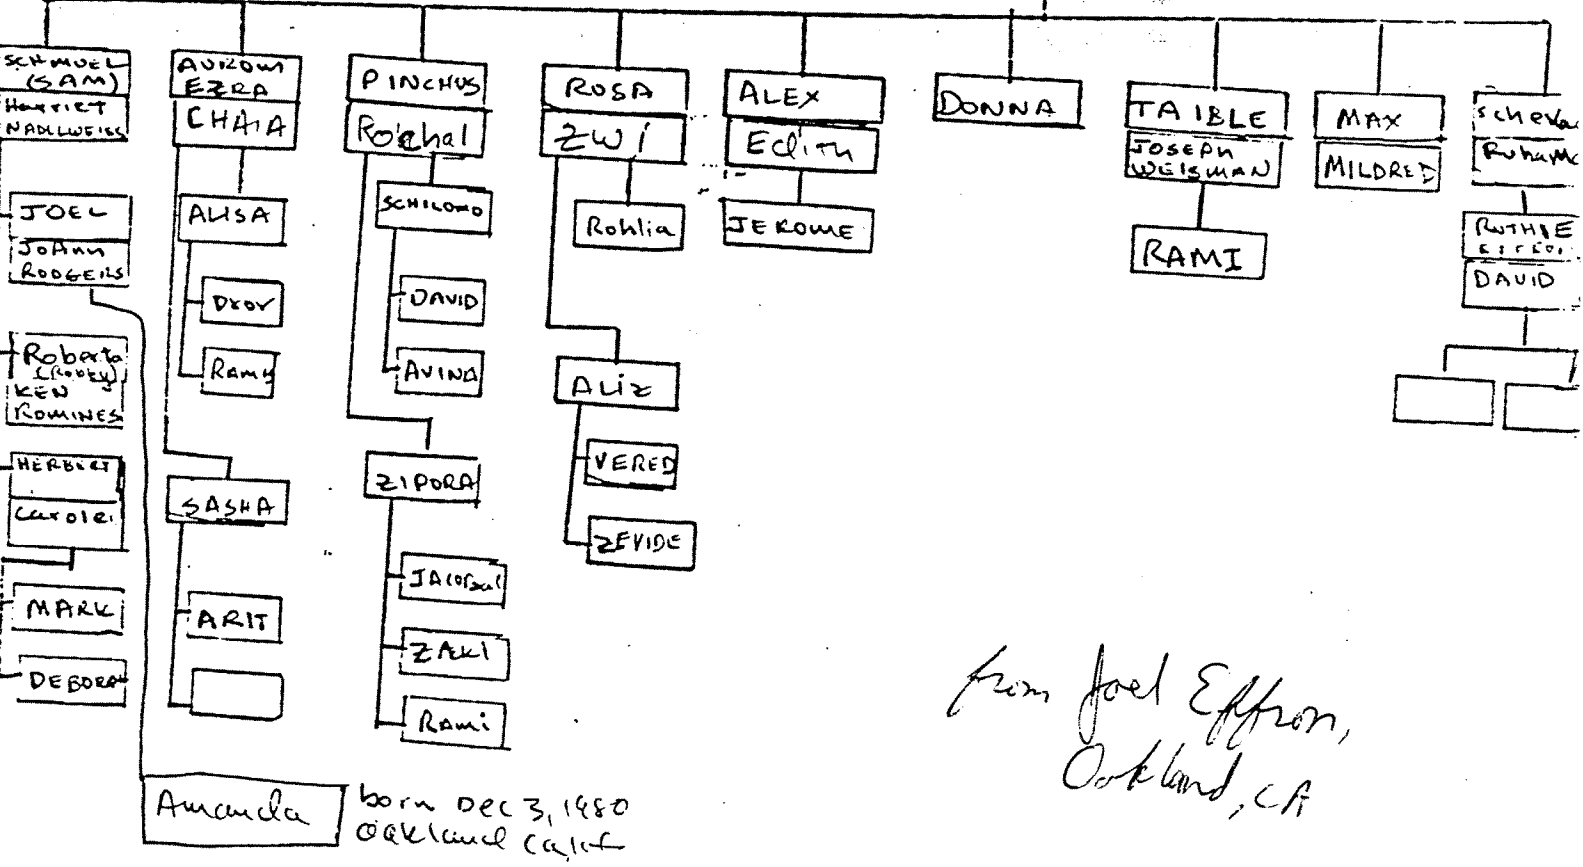 SCHMUEL
(SAM)
Harriet
NADELWEISS
JOEL
JoAnn
RODGERS
Roberta
(Robby)
KEN
ROMINES
HERBERT
MARK
DEBORAH
AVROM
EZRA
CHAIA
ALISA
Dror
Ramy
SASHA
ARIT
PINCHUS
Rochal
SCHLOMO
DAVID
AVINA
ZIPORA
ZAKI
Rami
ROSA
ZWI
Rohlia
ALIZ
VERED
ZEVIDE
ALEX
Edith
JEROME
DONNA
TAIBLE
JOSEPH
WEISMAN
RAMI
MAX
MILDRED
RUTHIE
DAVID
Amanda
born Dec 3, 1980
Oakland Calif
from Joel Effron,
Oakland, CA